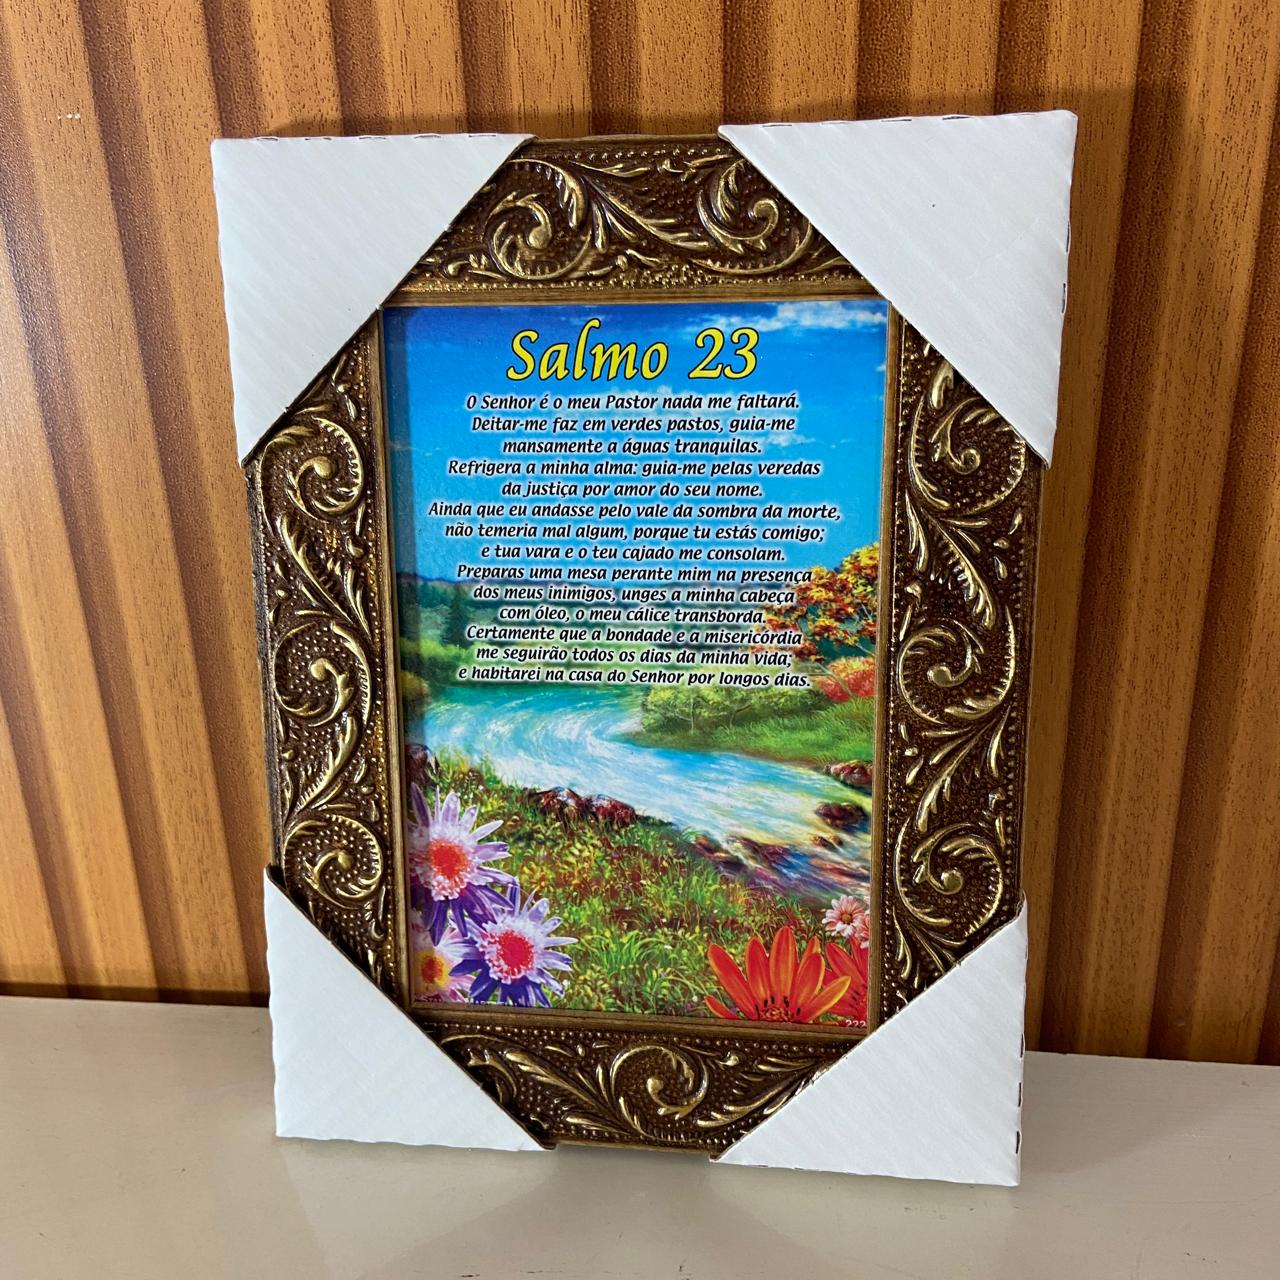 Salmo 23
O Senhor é o meu Pastor nada me faltará.
Deitar-me faz em verdes pastos, guia-me
mansamente a águas tranquilas.
Refrigera a minha alma: guia-me pelas veredas
da justiça por amor do seu nome.
Ainda que eu andasse pelo vale da sombra da morte,
não temeria mal algum, porque tu estás comigo;
e tua vara e o teu cajado me consolam.
Preparas uma mesa perante mim na presença
dos meus inimigos, unges a minha cabeça
com óleo, o meu cálice transborda.
Certamente que a bondade e a misericórdia
me seguirão todos os dias da minha vida;
e habitarei na casa do Senhor por longos dias.
222